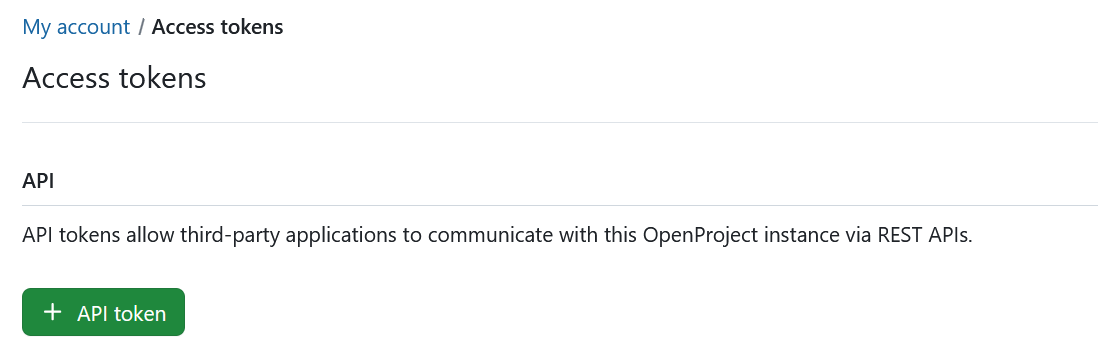 My account / Access tokens
Access tokens
API
API tokens allow third-party applications to communicate with this OpenProject instance via REST APIs.
+ API token